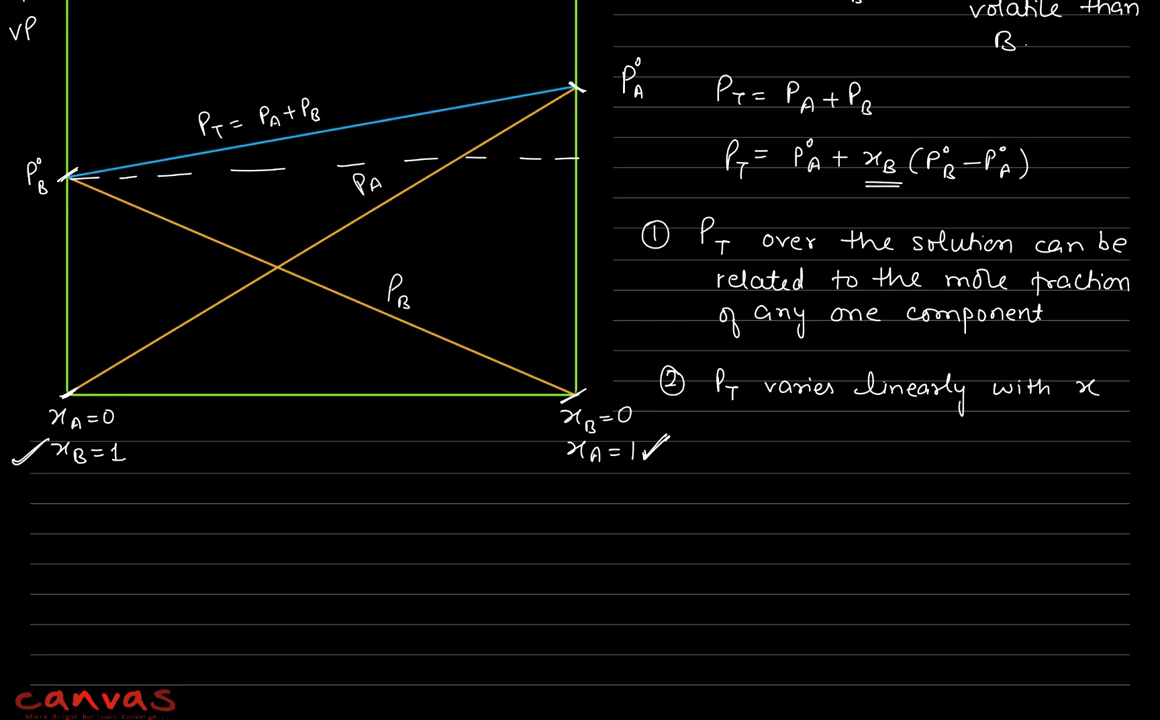 volatile than
B.
VP
P°A
PT = PA + PB
PT = PA + PB
PT = P°A + xB (P°B - P°A)
P°B
PA
① PT over the solution can be
related to the mole fraction
of any one component
PB
② PT varies linearly with x
xA = 0
xB = 0
xB = 1
xA = 1
canvas